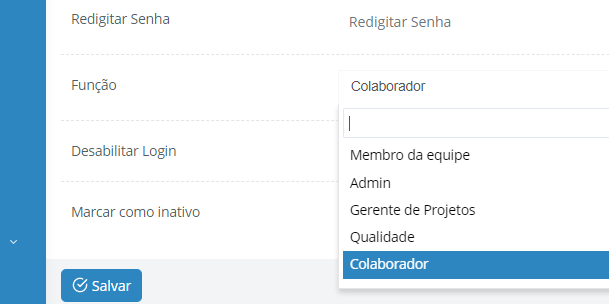 Redigitar Senha
Redigitar Senha
Função
Colaborador
Desabilitar Login
Membro da equipe
Admin
Gerente de Projetos
Qualidade
Colaborador
Marcar como inativo
Salvar